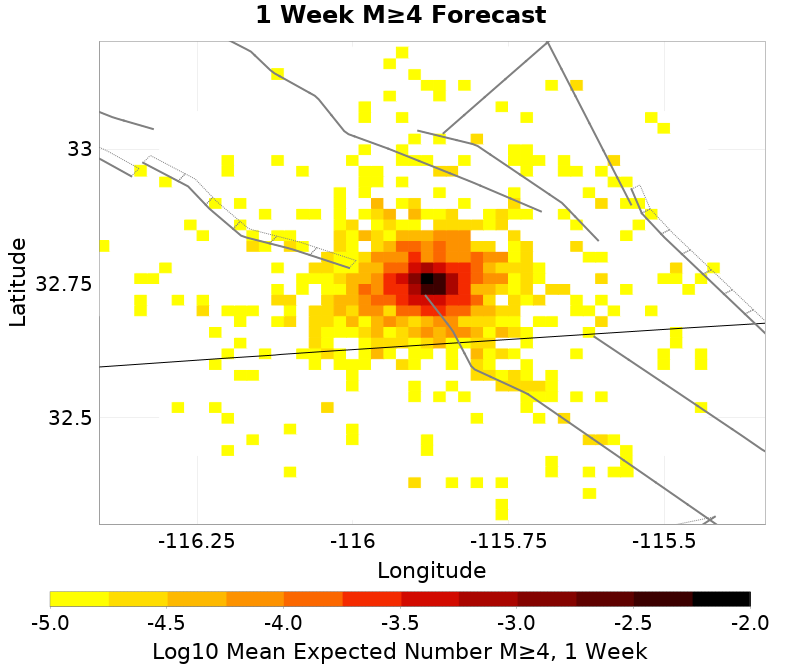 1 Week M≥4 Forecast
33
32.75
32.5
Latitude
-116.25 -116 -115.75 -115.5
Longitude
-5.0 -4.5 -4.0 -3.5 -3.0 -2.5 -2.0
Log10 Mean Expected Number M≥4, 1 Week